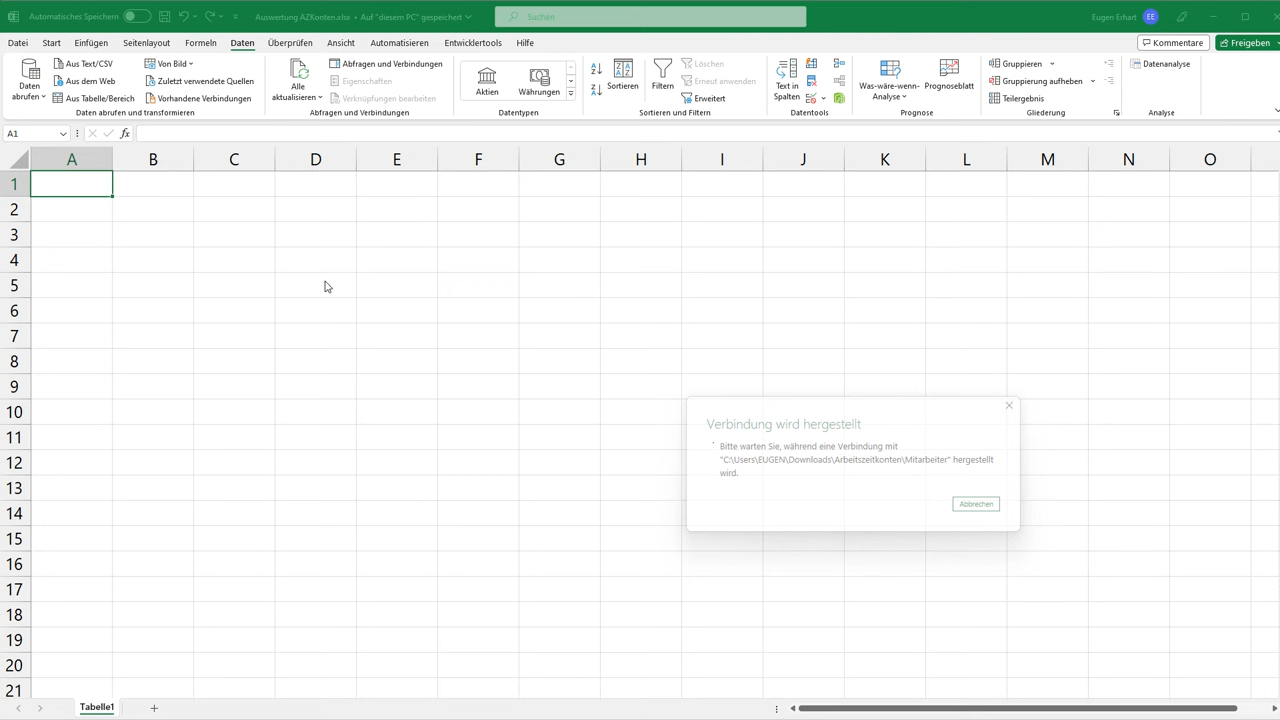 Automatisches Speichern
Auswertung AZKonten.xlsx • Auf "diesem PC" gespeichert
Suchen
Eugen Erhart EE
Datei Start Einfügen Seitenlayout Formeln Daten Überprüfen Ansicht Automatisieren Entwicklertools Hilfe
Kommentare Freigeben
Daten abrufen
Aus Text/CSV
Aus dem Web
Aus Tabelle/Bereich
Von Bild
Zuletzt verwendete Quellen
Vorhandene Verbindungen
Daten abrufen und transformieren
Alle aktualisieren
Abfragen und Verbindungen
Eigenschaften
Verknüpfungen bearbeiten
Abfragen und Verbindungen
Aktien
Währungen
Datentypen
Sortieren
Filtern
Löschen
Erneut anwenden
Erweitert
Sortieren und Filtern
Text in Spalten
Datentools
Was-wäre-wenn-Analyse
Prognoseblatt
Prognose
Gruppieren
Gruppierung aufheben
Teilergebnis
Gliederung
Datenanalyse
Analyse
A1
fx
A B C D E F G H I J K L M N O
1
2
3
4
5
6
7
8
9
10
11
12
13
14
15
16
17
18
19
20
21
Verbindung wird hergestellt
Bitte warten Sie, während eine Verbindung mit
"C:\Users\EUGEN\Downloads\Arbeitszeitkonten\Mitarbeiter" hergestellt
wird.
Abbrechen
Tabelle1